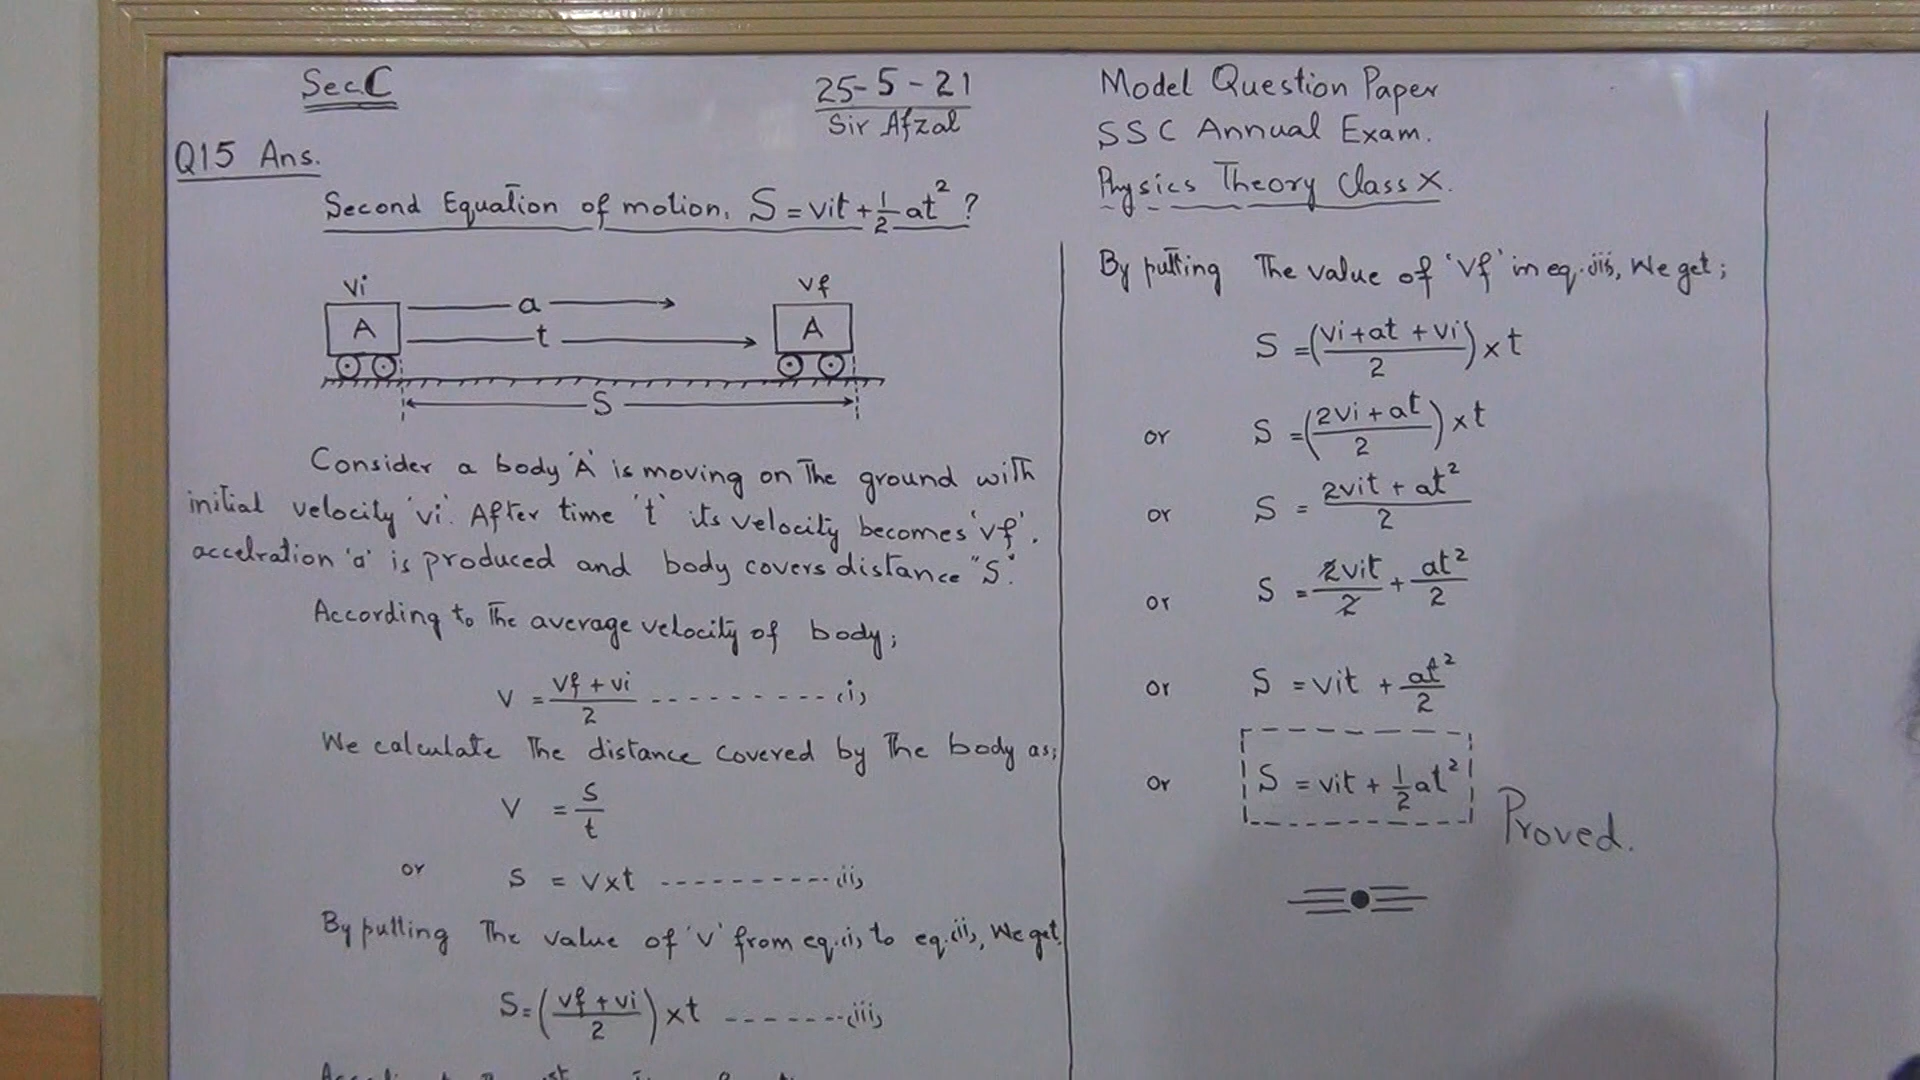 Sec.C
25-5-21
Sir Afzal
Q15 Ans.
Second Equation of motion. S = vit + 1/2 at² ?
vi
vf
A
a
t
A
S
Consider a body 'A' is moving on The ground with
initial velocity 'vi'. After time 't' its velocity becomes 'vf'.
accelration 'a' is produced and body covers distance "S".
According to The average velocity of body;
V = (vf + vi)/2 ---------- (i)
We calculate The distance covered by The body as;
V = S/t
or S = v×t ---------- (ii)
By putting The value of 'v' from eq.(i) to eq.(ii), We get
S = ((vf + vi)/2) × t ------- (iii)
Model Question Paper
SSC Annual Exam.
Physics Theory Class X.
By putting The value of 'vf' in eq.(iii), We get;
S = ((vi + at + vi)/2) × t
or S = ((2vi + at)/2) × t
or S = (2vit + at²)/2
or S = 2vit/2 + at²/2
or S = vit + at²/2
or S = vit + 1/2 at²
Proved.